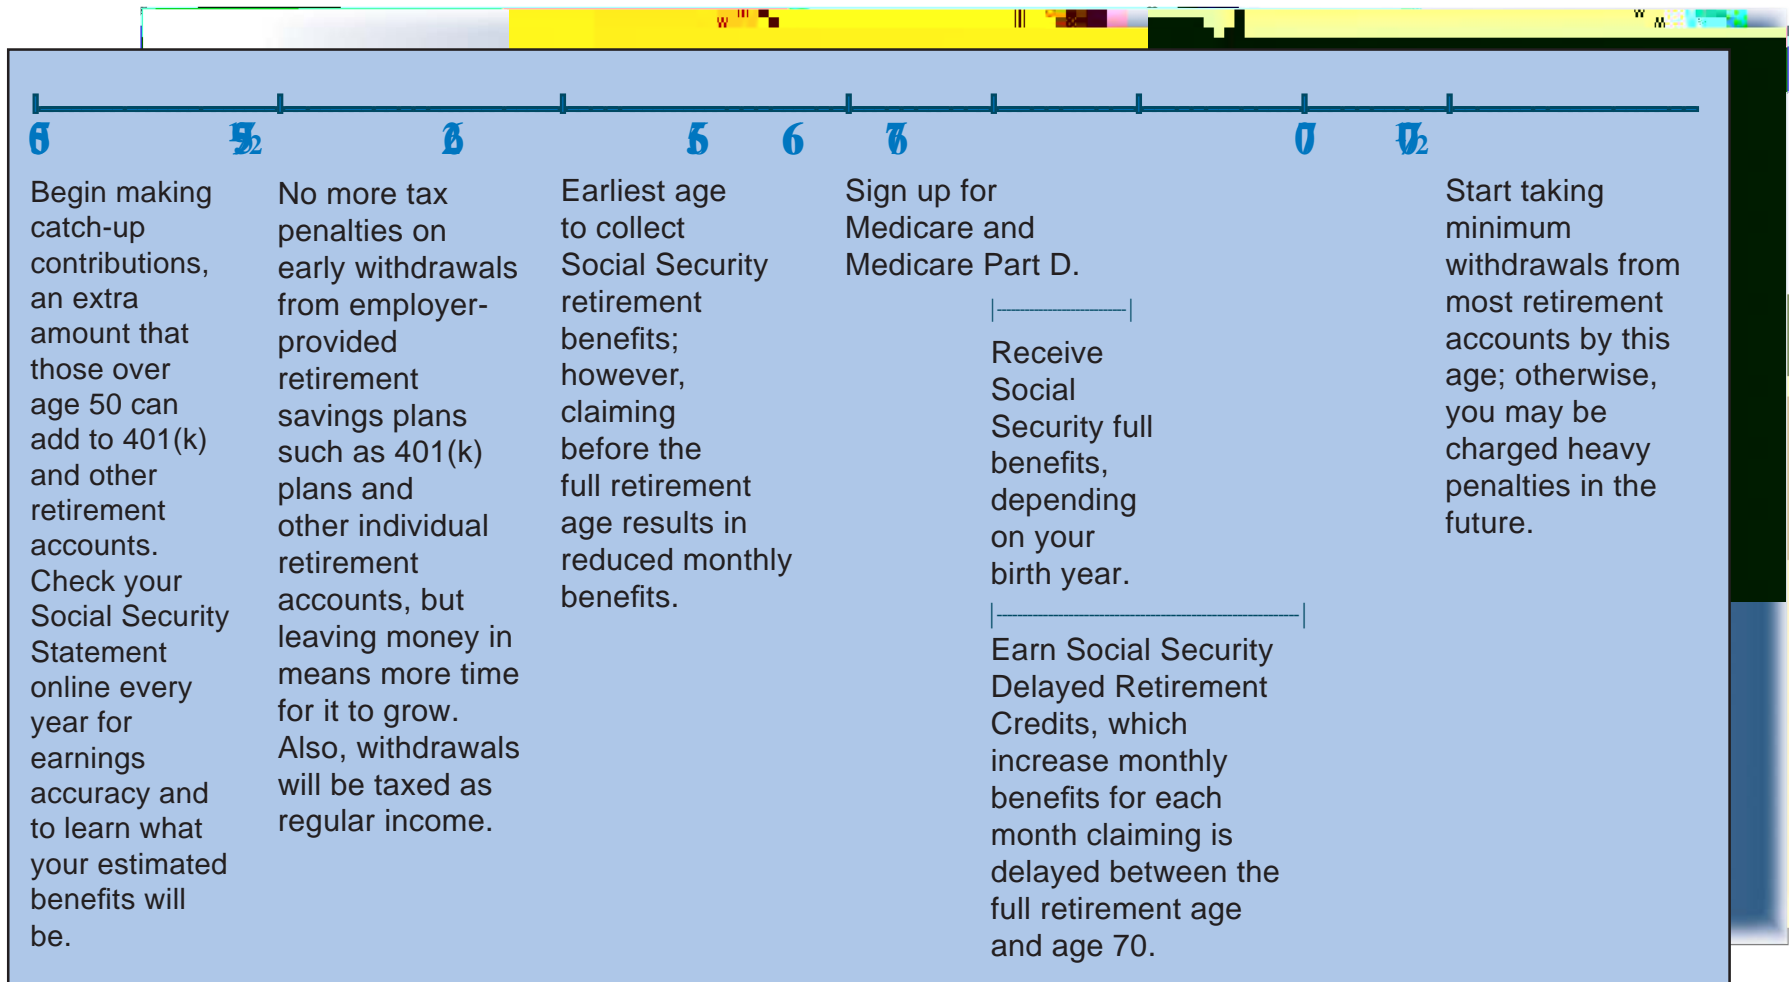 Begin making
catch-up
contributions,
an extra
amount that
those over
age 50 can
add to 401(k)
and other
retirement
accounts.
Check your
Social Security
Statement
online every
year for
earnings
accuracy and
to learn what
your estimated
benefits will
be.
No more tax
penalties on
early withdrawals
from employer-
provided
retirement
savings plans
such as 401(k)
plans and
other individual
retirement
accounts, but
leaving money in
means more time
for it to grow.
Also, withdrawals
will be taxed as
regular income.
Earliest age
to collect
Social Security
retirement
benefits;
however,
claiming
before the
full retirement
age results in
reduced monthly
benefits.
Sign up for
Medicare and
Medicare Part D.
Receive
Social
Security full
benefits,
depending
on your
birth year.
Earn Social Security
Delayed Retirement
Credits, which
increase monthly
benefits for each
month claiming is
delayed between the
full retirement age
and age 70.
Start taking
minimum
withdrawals from
most retirement
accounts by this
age; otherwise,
you may be
charged heavy
penalties in the
future.